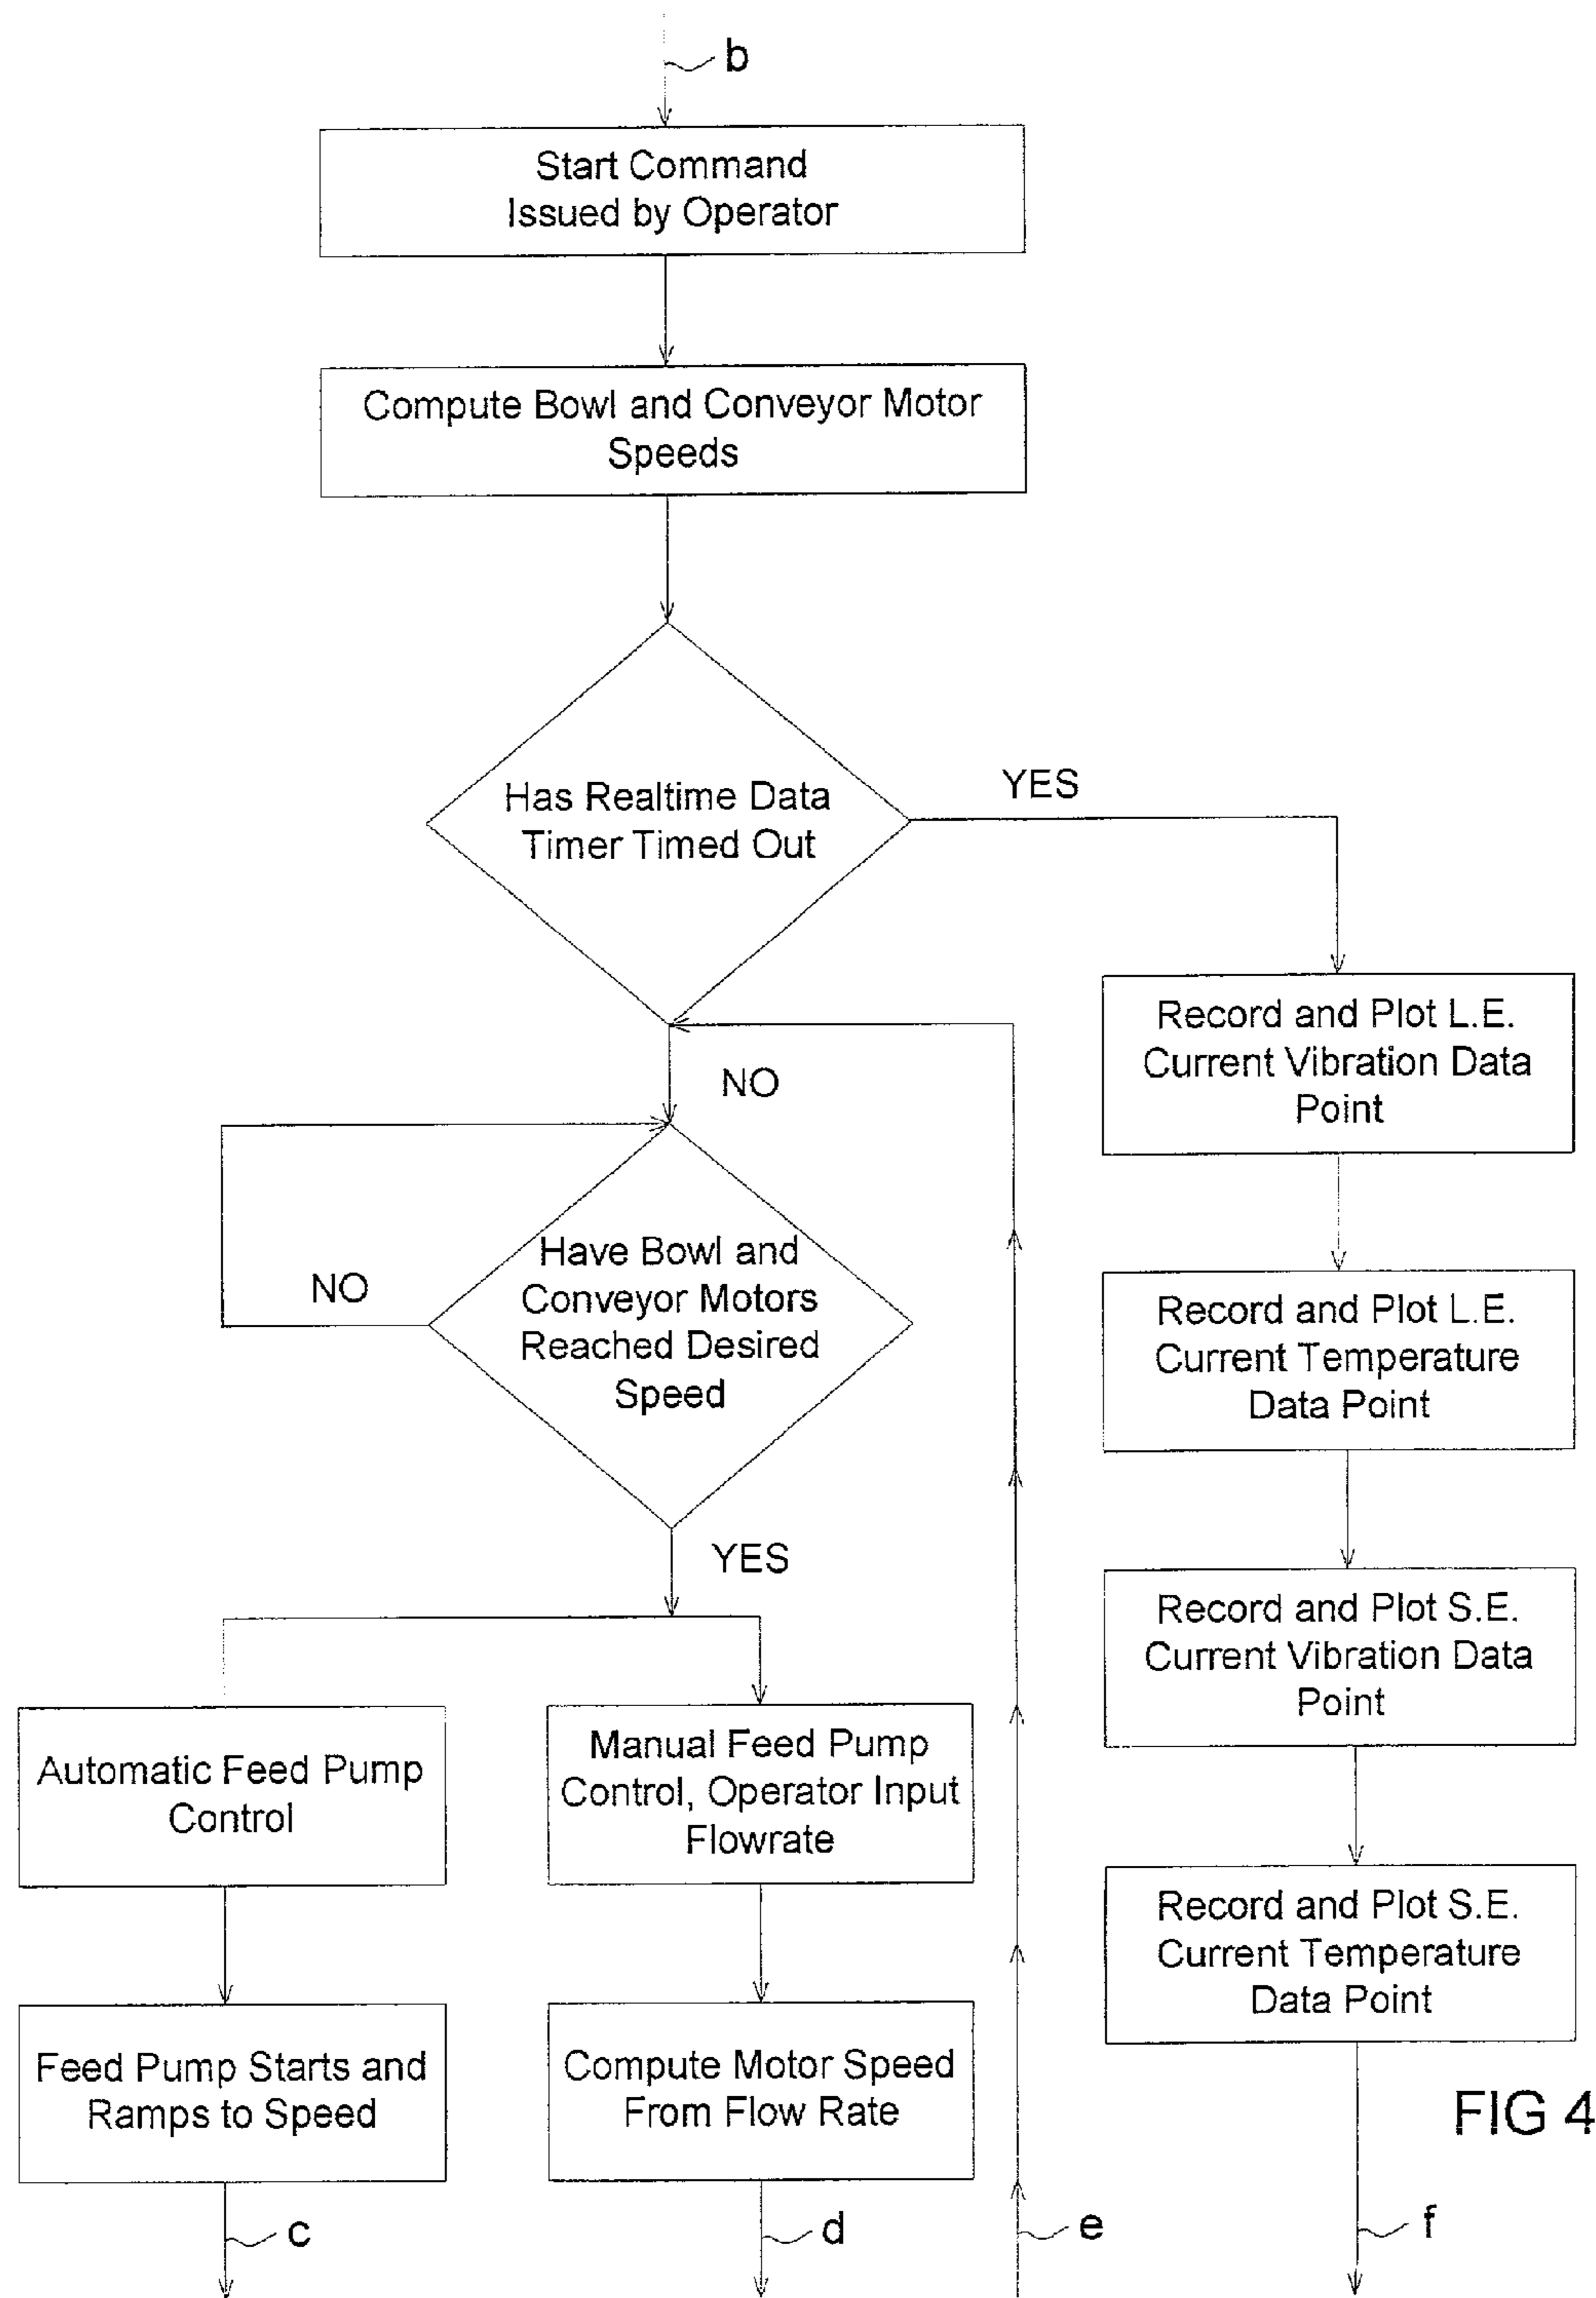 b
Start Command
Issued by Operator
Compute Bowl and Conveyor Motor
Speeds
Has Realtime Data
Timer Timed Out
YES
NO
Have Bowl and
Conveyor Motors
Reached Desired
Speed
NO
YES
Automatic Feed Pump
Control
Manual Feed Pump
Control, Operator Input
Flowrate
Feed Pump Starts and
Ramps to Speed
Compute Motor Speed
From Flow Rate
Record and Plot L.E.
Current Vibration Data
Point
Record and Plot L.E.
Current Temperature
Data Point
Record and Plot S.E.
Current Vibration Data
Point
Record and Plot S.E.
Current Temperature
Data Point
FIG 4
c
d
e
f